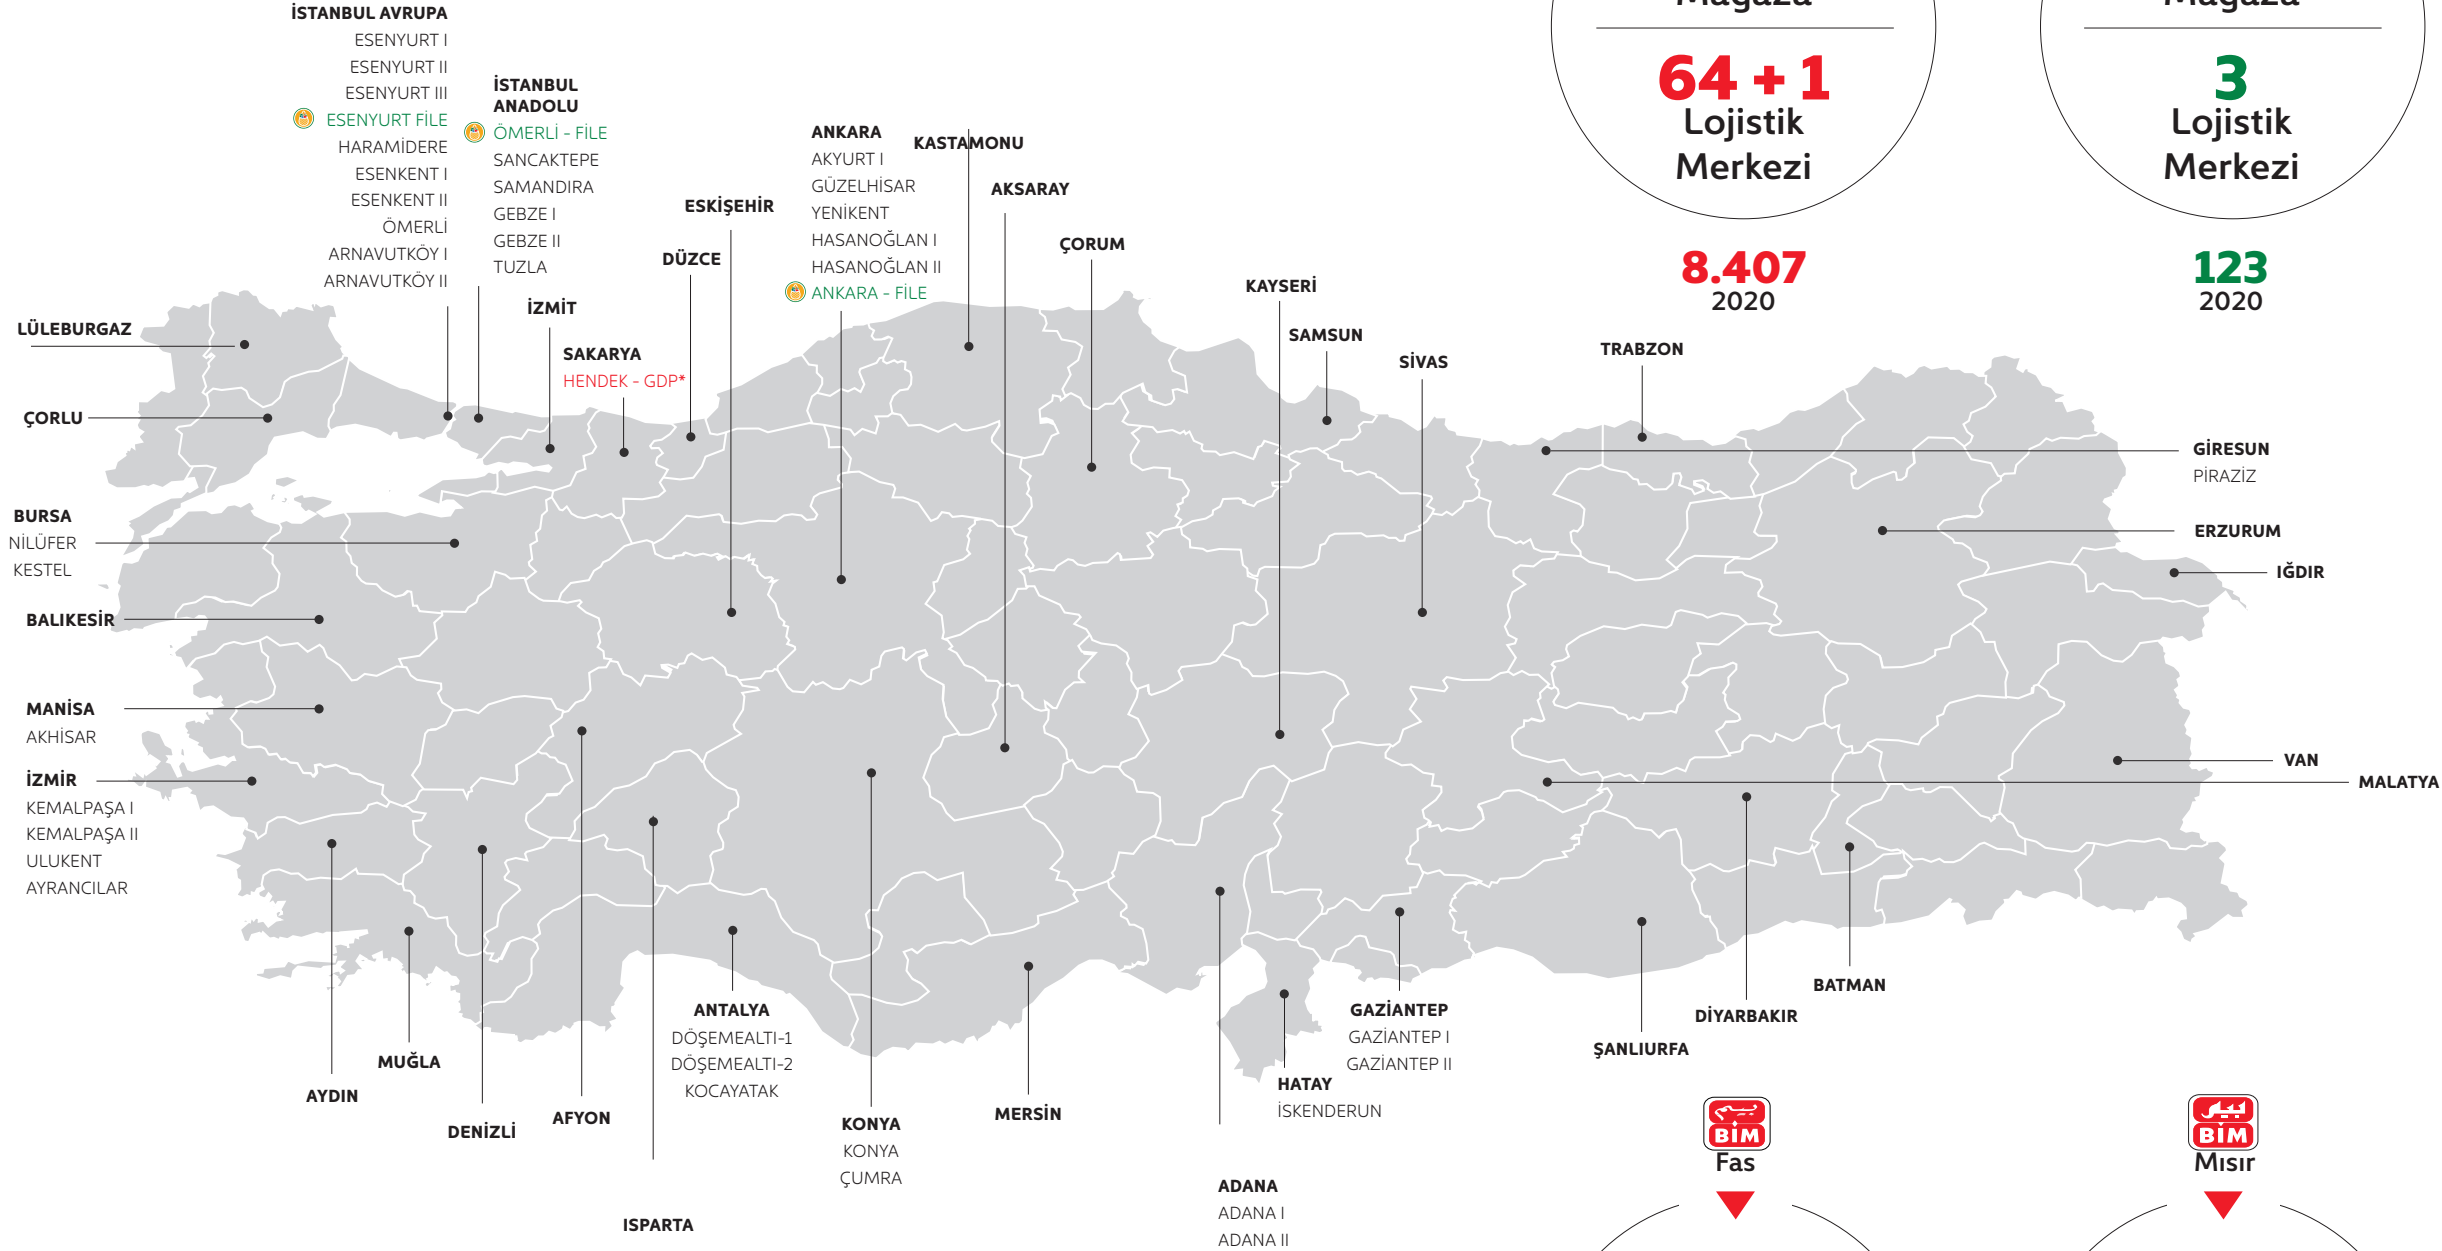 İSTANBUL AVRUPA
ESENYURT I
ESENYURT II
ESENYURT III
ESENYURT FİLE
HARAMİDERE
ESENKENT I
ESENKENT II
ÖMERLİ
ARNAVUTKÖY I
ARNAVUTKÖY II
İSTANBUL
ANADOLU
ÖMERLİ - FİLE
SANCAKTEPE
SAMANDIRA
GEBZE I
GEBZE II
TUZLA
İZMİT
SAKARYA
HENDEK - GDP*
DÜZCE
ESKİŞEHİR
ANKARA
AKYURT I
GÜZELHİSAR
YENİKENT
HASANOĞLAN I
HASANOĞLAN II
ANKARA - FİLE
KASTAMONU
AKSARAY
ÇORUM
KAYSERİ
SAMSUN
SİVAS
TRABZON
Mağaza
64 + 1
Lojistik
Merkezi
8.407
2020
Mağaza
3
Lojistik
Merkezi
123
2020
LÜLEBURGAZ
ÇORLU
BURSA
NİLÜFER
KESTEL
BALIKESİR
MANİSA
AKHİSAR
İZMİR
KEMALPAŞA I
KEMALPAŞA II
ULUKENT
AYRANCILAR
GİRESUN
PİRAZİZ
ERZURUM
IĞDIR
VAN
MALATYA
AYDIN
MUĞLA
DENİZLİ
AFYON
ISPARTA
ANTALYA
DÖŞEMEALTI-1
DÖŞEMEALTI-2
KOCAYATAK
KONYA
KONYA
ÇUMRA
MERSİN
ADANA
ADANA I
ADANA II
HATAY
İSKENDERUN
GAZİANTEP
GAZİANTEP I
GAZİANTEP II
ŞANLIURFA
DİYARBAKIR
BATMAN
بيم
BİM
Fas
بيم
BİM
Mısır